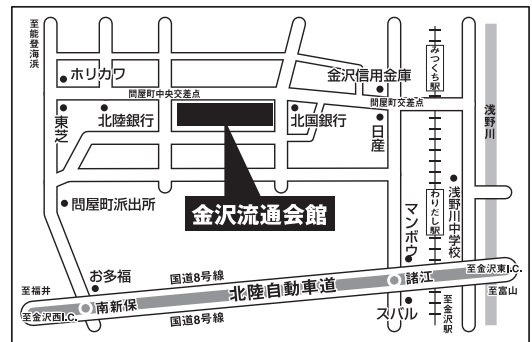 至能登海浜
ホリカワ
問屋町中央交差点
金沢信用金庫
みつくち駅
問屋町交差点
浅野川
東芝
北陸銀行
北国銀行
日産
浅野川中学校
わりだし駅
問屋町派出所
金沢流通会館
マンボウ
お多福
国道8号線
北陸自動車道
諸江
至金沢東I.C.
至福井
南新保
至金沢西I.C.
国道8号線
スバル
至金沢駅
至富山